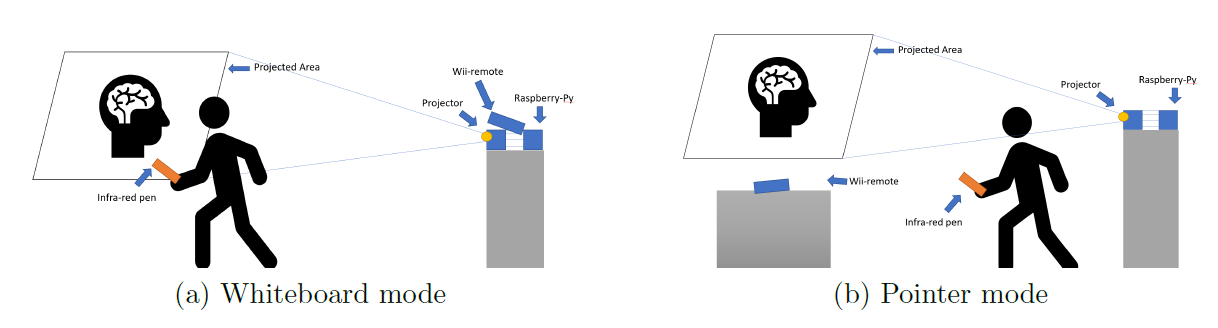 Projected Area
Wii-remote
Projector
Raspberry-Py
Infra-red pen
(a) Whiteboard mode
Projected Area
Projector
Raspberry-Py
Wii-remote
Infra-red pen
(b) Pointer mode